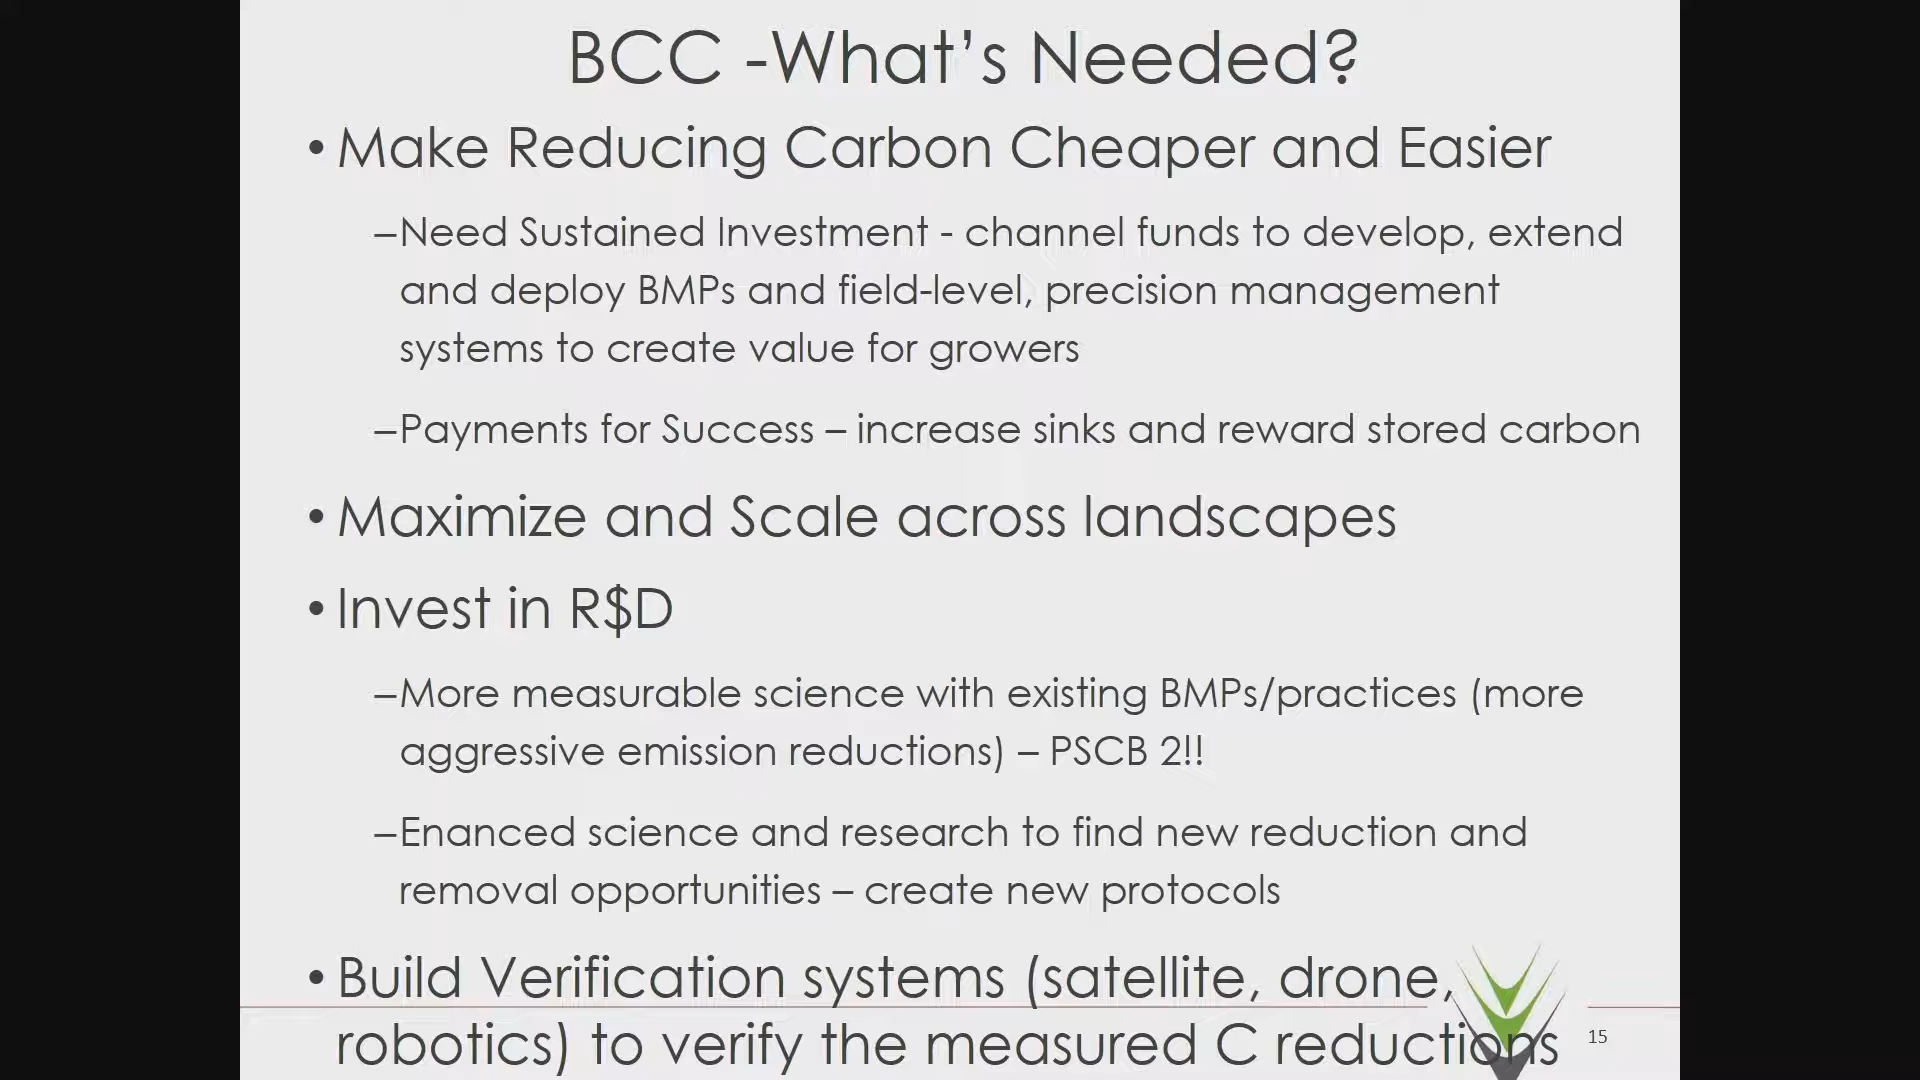 BCC -What's Needed?
• Make Reducing Carbon Cheaper and Easier
–Need Sustained Investment - channel funds to develop, extend
and deploy BMPs and field-level, precision management
systems to create value for growers
–Payments for Success – increase sinks and reward stored carbon
• Maximize and Scale across landscapes
• Invest in R$D
–More measurable science with existing BMPs/practices (more
aggressive emission reductions) – PSCB 2!!
–Enanced science and research to find new reduction and
removal opportunities – create new protocols
• Build Verification systems (satellite, drone,
robotics) to verify the measured C reductions
15